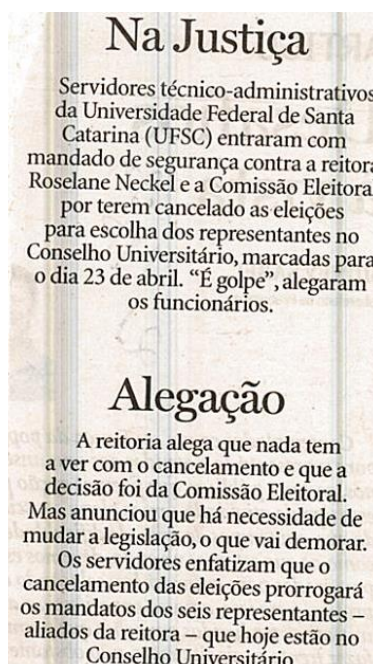 Na Justiça
Servidores técnico-administrativos
da Universidade Federal de Santa
Catarina (UFSC) entraram com
mandado de segurança contra a reitora
Roselane Neckel e a Comissão Eleitoral
por terem cancelado as eleições
para escolha dos representantes no
Conselho Universitário, marcadas para
o dia 23 de abril. “É golpe”, alegaram
os funcionários.
Alegação
A reitoria alega que nada tem
a ver com o cancelamento e que a
decisão foi da Comissão Eleitoral.
Mas anunciou que há necessidade de
mudar a legislação, o que vai demorar.
Os servidores enfatizam que o
cancelamento das eleições prorrogará
os mandatos dos seis representantes –
aliados da reitora – que hoje estão no
Conselho Universitário